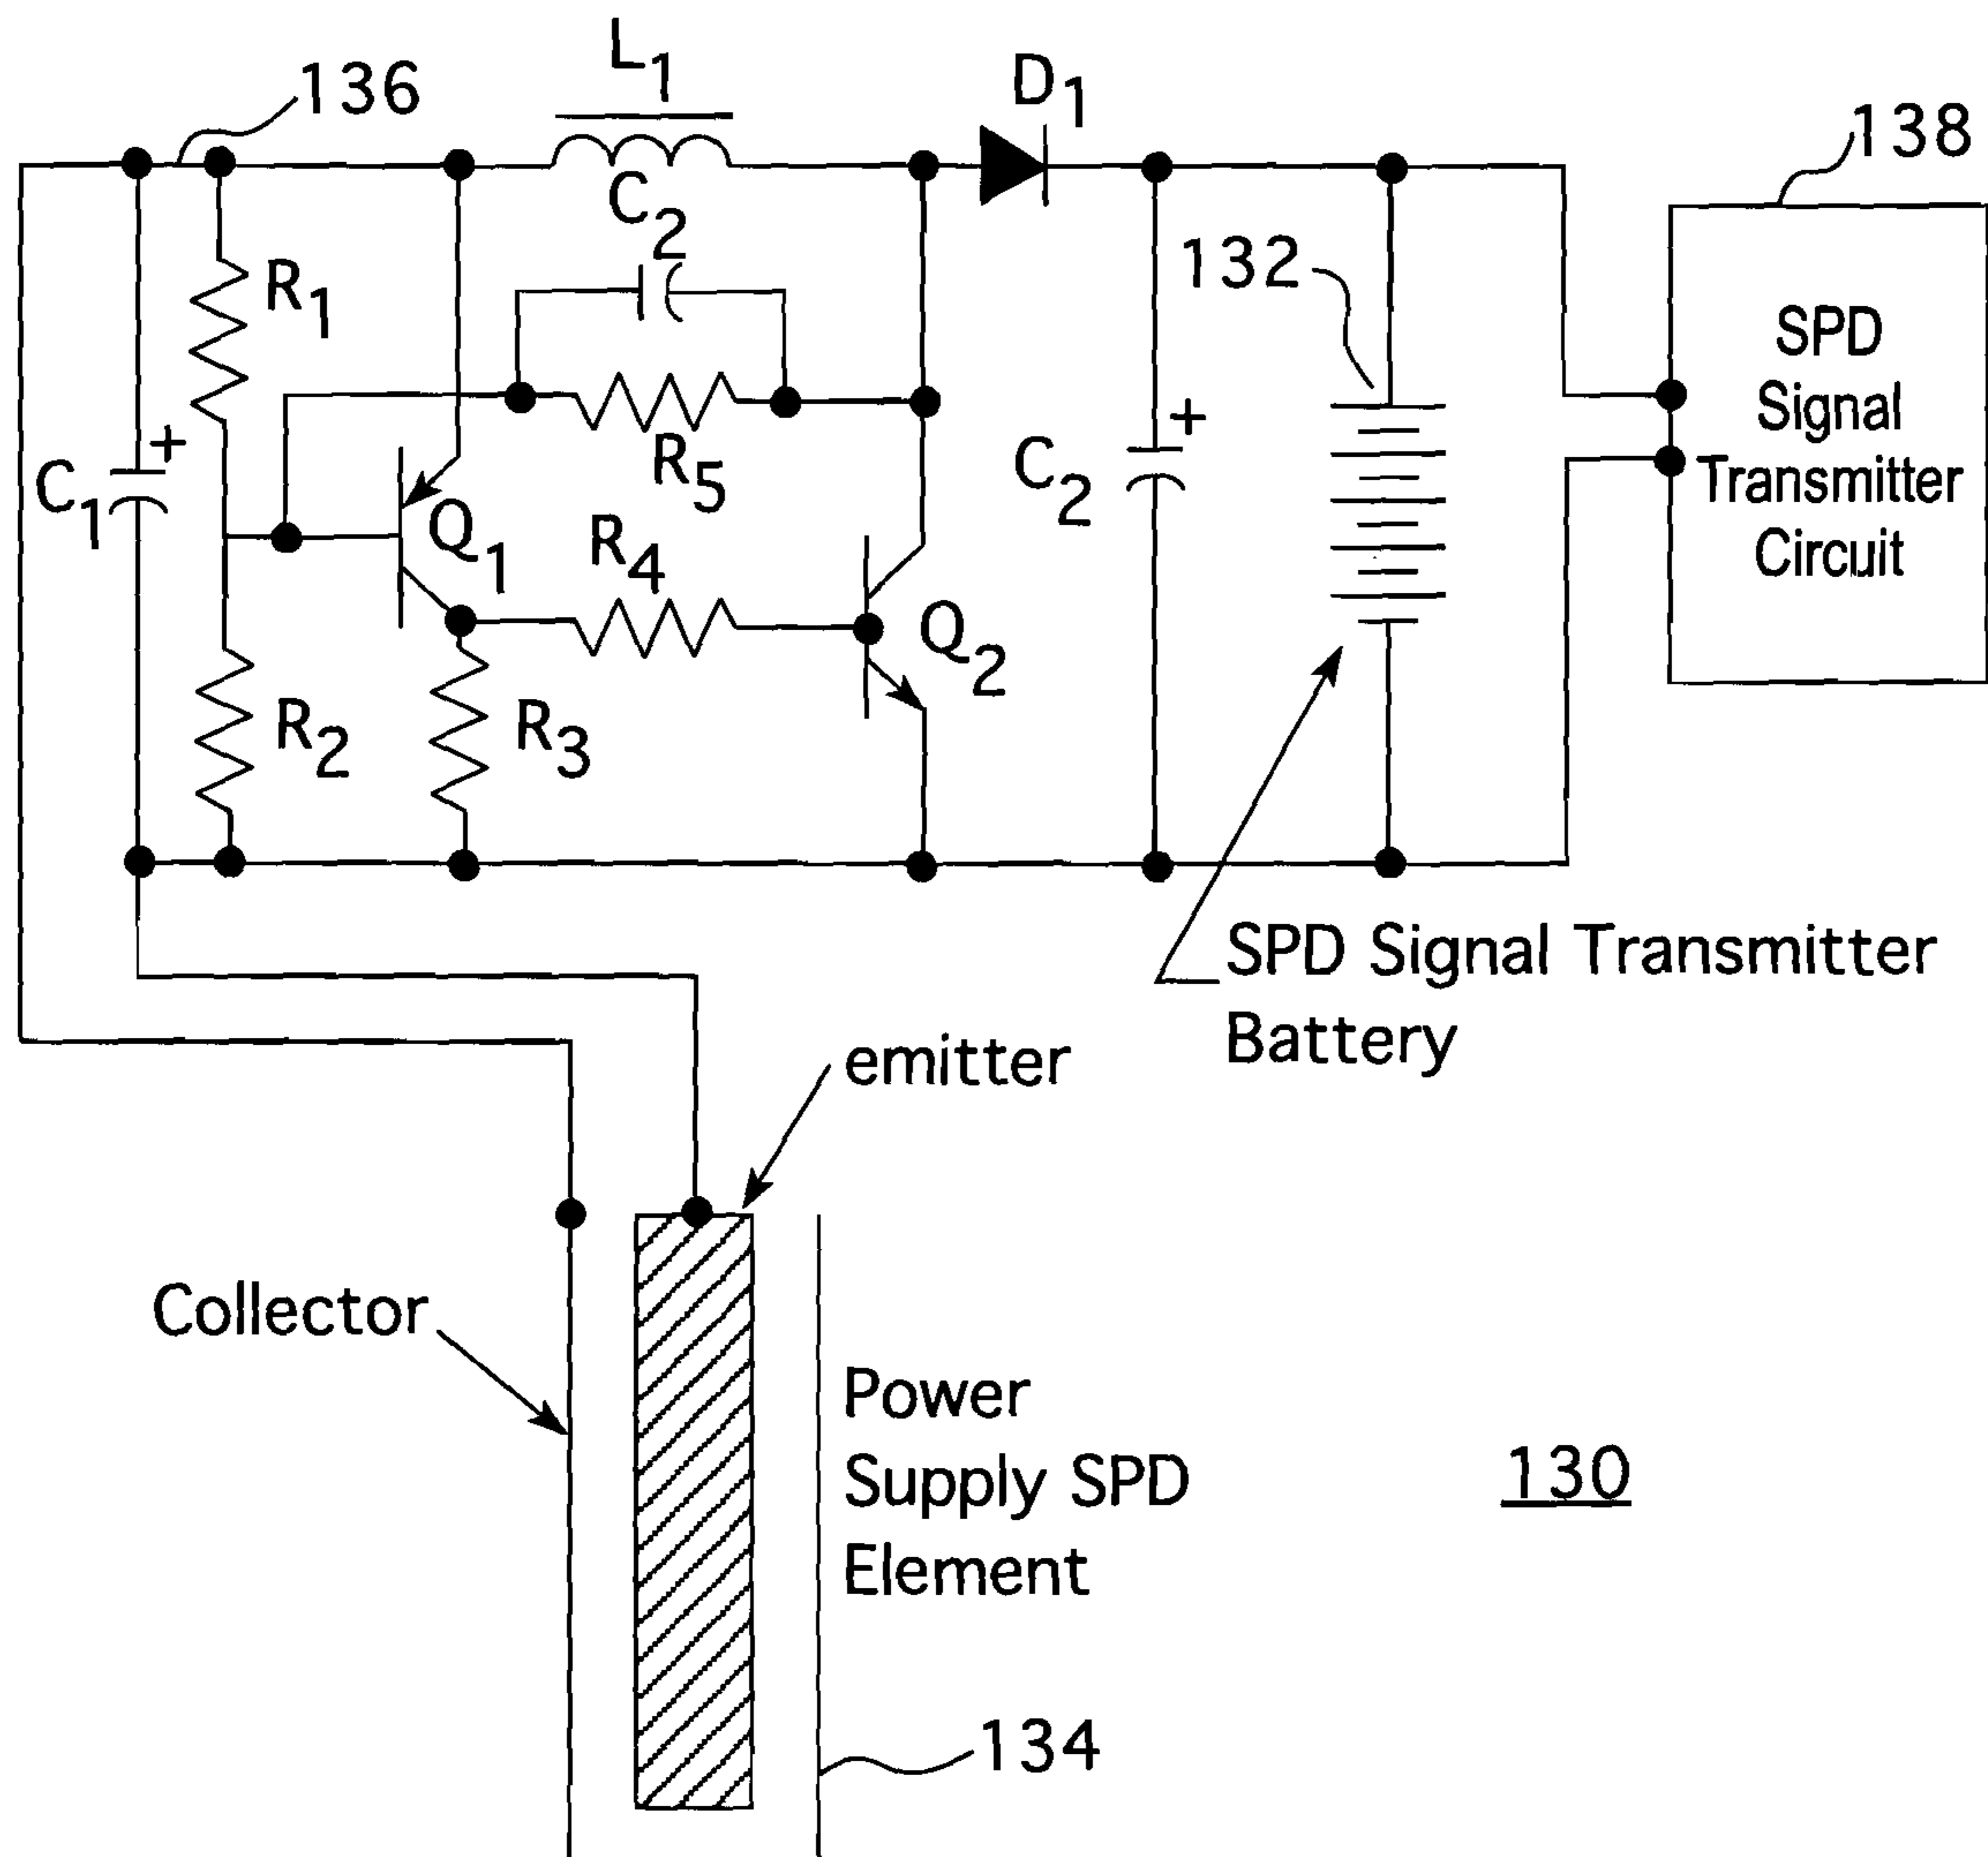 L1
D1
136
138
C2
132
R1
SPD
Signal
Transmitter
Circuit
+
+
C1
R5
C2
Q1
R4
Q2
R2
R3
SPD Signal Transmitter
Battery
emitter
Collector
Power
Supply SPD
Element
130
134